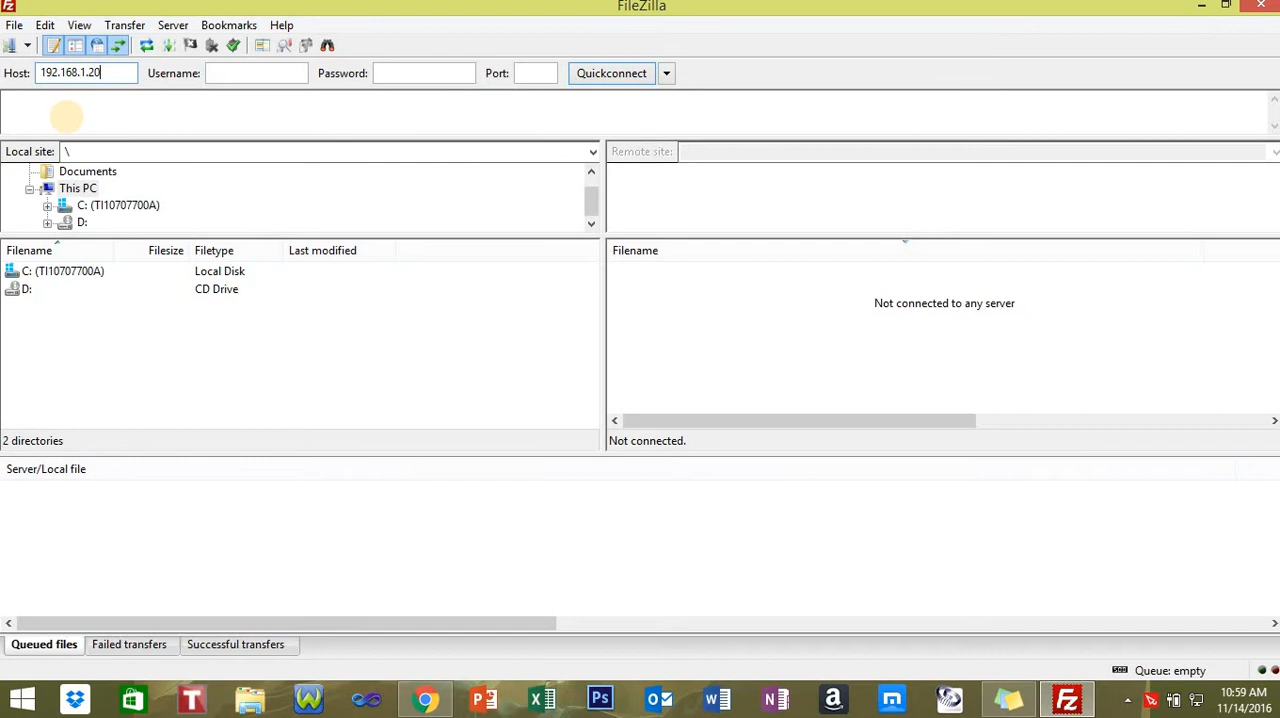 FileZilla
File Edit View Transfer Server Bookmarks Help
Host: 192.168.1.20 Username: Password: Port: Quickconnect
Local site: \
Remote site:
Documents
This PC
C: (TI10707700A)
D:
Filename Filesize Filetype Last modified
C: (TI10707700A) Local Disk
D: CD Drive
2 directories
Filename
Not connected to any server
Not connected.
Server/Local file
Queued files Failed transfers Successful transfers
Queue: empty
10:59 AM
11/14/2016